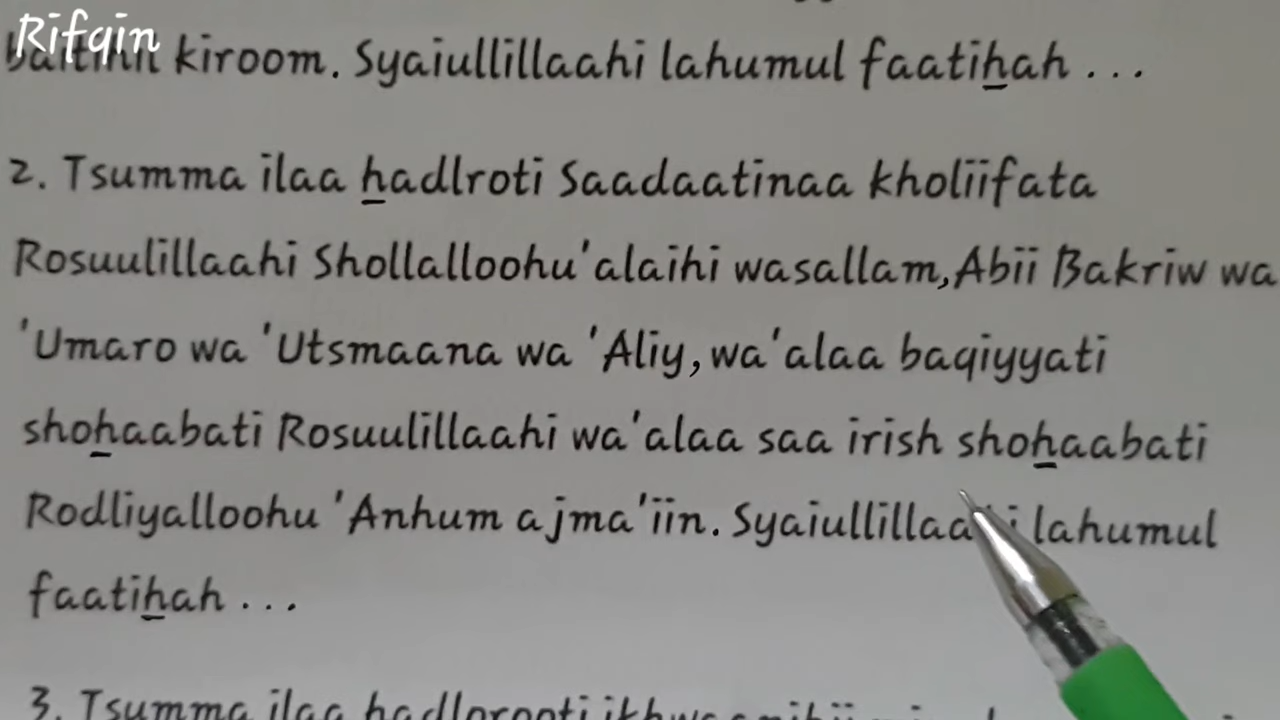 Rifqin
baitihil kiroom. Syaiullillaahi lahumul faatihah ...
2. Tsumma ilaa hadlroti Saadaatinaa kholiifata
Rosuulillaahi Shollalloohu 'alaihi wasallam, Abii Bakriw wa
'Umaro wa 'Utsmaana wa 'Aliy, wa 'alaa baqiyyati
shohaabati Rosuulillaahi wa'alaa saa irish shohaabati
Rodliyalloohu 'Anhum ajma'iin. Syaiullillaahi lahumul
faatihah ...
3. Tsumma ilaa